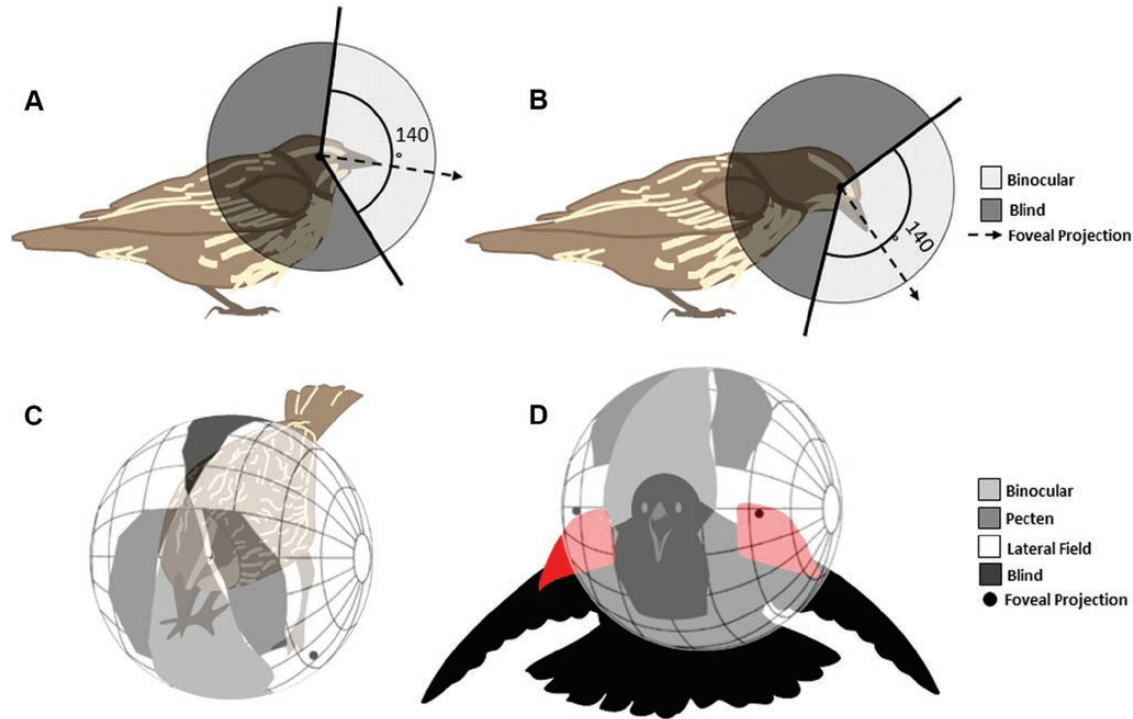 A
140
°
B
140
°
Binocular
Blind
Foveal Projection
C
D
Binocular
Pecten
Lateral Field
Blind
Foveal Projection